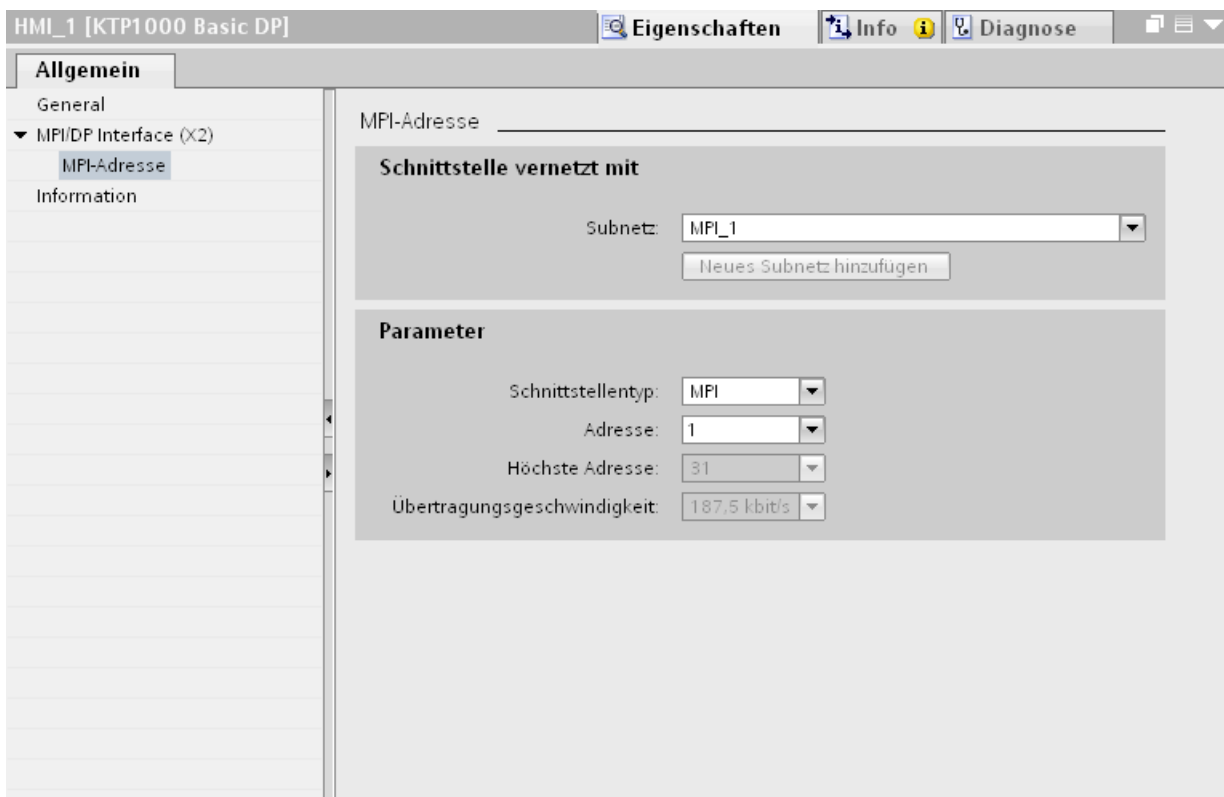 HMI_1 [KTP1000 Basic DP]
Eigenschaften
Info
Diagnose
Allgemein
General
MPI/DP Interface (X2)
MPI-Adresse
Information
MPI-Adresse
Schnittstelle vernetzt mit
Subnetz: MPI_1
Neues Subnetz hinzufügen
Parameter
Schnittstellentyp: MPI
Adresse: 1
Höchste Adresse: 31
Übertragungsgeschwindigkeit: 187,5 kbit/s